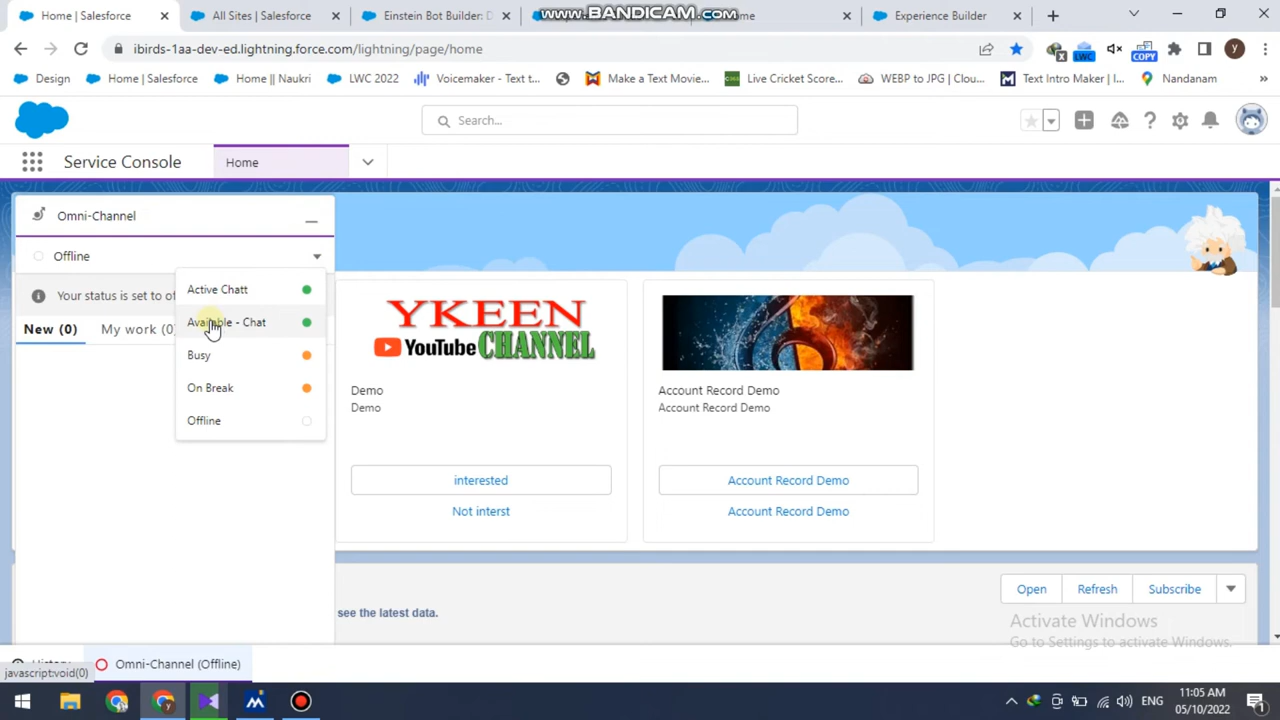 Home | Salesforce
All Sites | Salesforce
Einstein Bot Builder: D
www.BANDICAM.com
Experience Builder
ibirds-1aa-dev-ed.lightning.force.com/lightning/page/home
y
Design
Home | Salesforce
Home || Naukri
LWC 2022
Voicemaker - Text t...
Make a Text Movie...
Live Cricket Score...
WEBP to JPG | Clou...
Text Intro Maker | I...
Nandanam
»
LWC
COPY
Search...
Service Console
Home
Omni-Channel
Offline
Your status is set to of
New (0)
My work (0)
Active Chatt
Available - Chat
Busy
On Break
Offline
YKEEN
YouTube CHANNEL
Demo
Demo
interested
Not interst
Account Record Demo
Account Record Demo
Account Record Demo
Account Record Demo
see the latest data.
Open
Refresh
Subscribe
Activate Windows
Go to Settings to activate Windows.
History
Omni-Channel (Offline)
javascript:void(0)
ENG
11:05 AM
05/10/2022
1